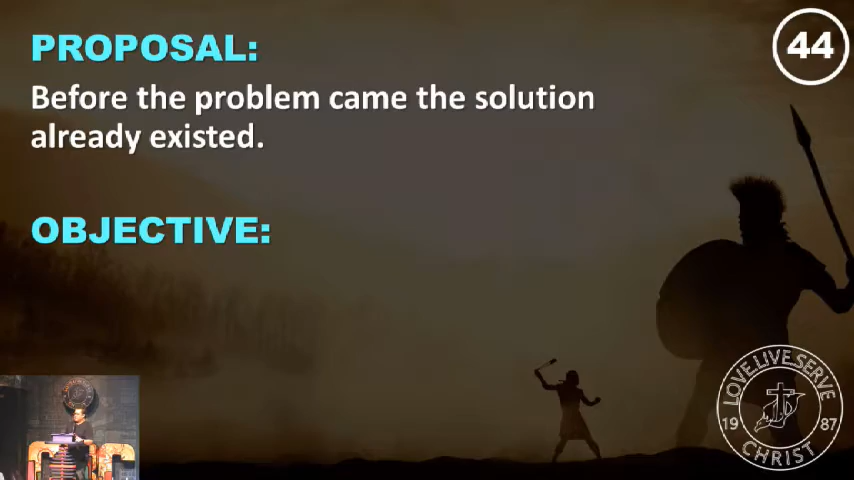 PROPOSAL:
44
Before the problem came the solution
already existed.
OBJECTIVE:
LOVE.LIVE.SERVE
19 87
CHRIST